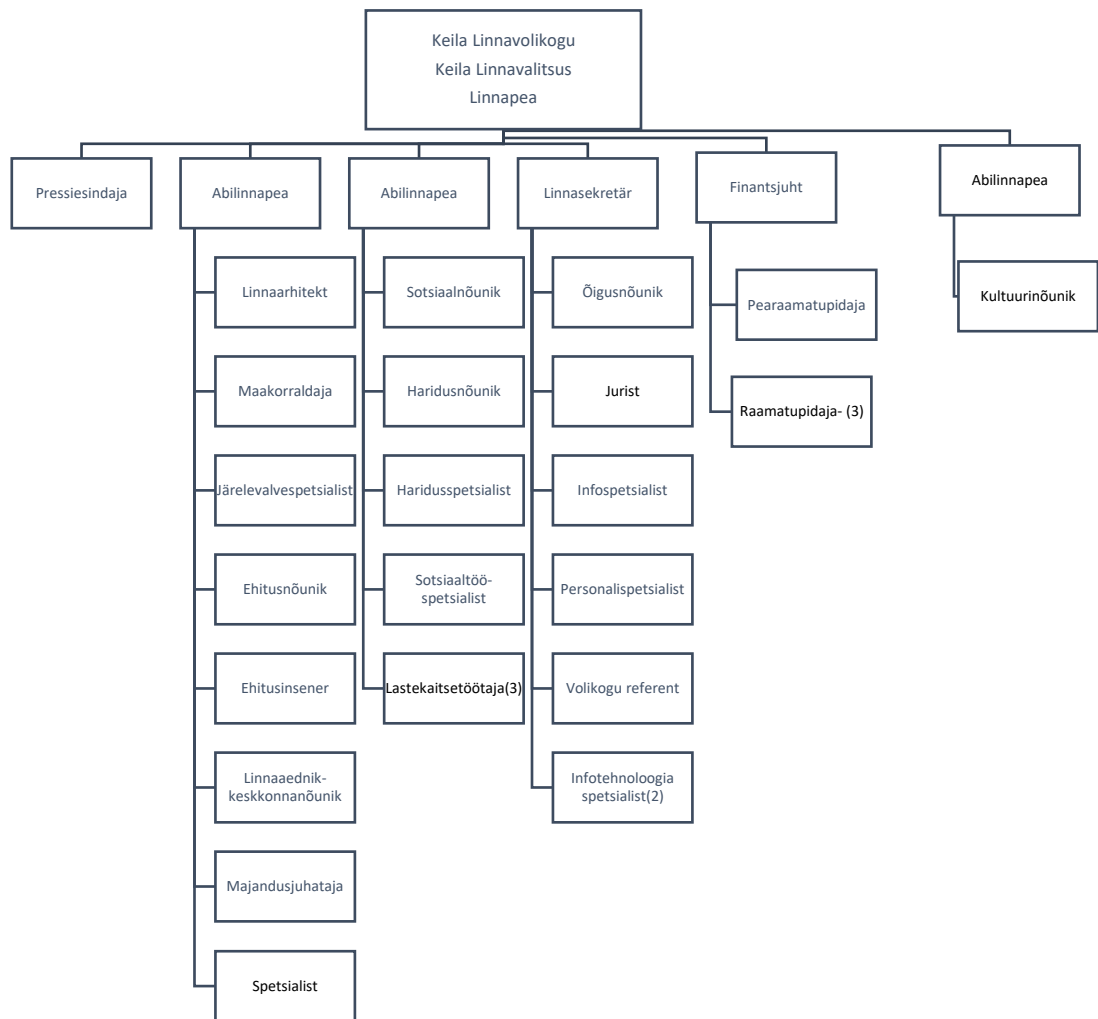 Keila Linnavolikogu
Keila Linnavalitsus
Linnapea
Pressiesindaja
Abilinnapea
Abilinnapea
Linnasekretär
Finantsjuht
Abilinnapea
Linnaarhitekt
Maakorraldaja
Järelevalvespetsialist
Ehitusnõunik
Ehitusinsener
Linnaaednik-
keskkonnanõunik
Majandusjuhataja
Spetsialist
Sotsiaalnõunik
Haridusnõunik
Haridusspetsialist
Sotsiaaltöö-
spetsialist
Lastekaitsetöötaja(3)
Õigusnõunik
Jurist
Infospetsialist
Personalispetsialist
Volikogu referent
Infotehnoloogia
spetsialist(2)
Pearaamatupidaja
Raamatupidaja- (3)
Kultuurinõunik